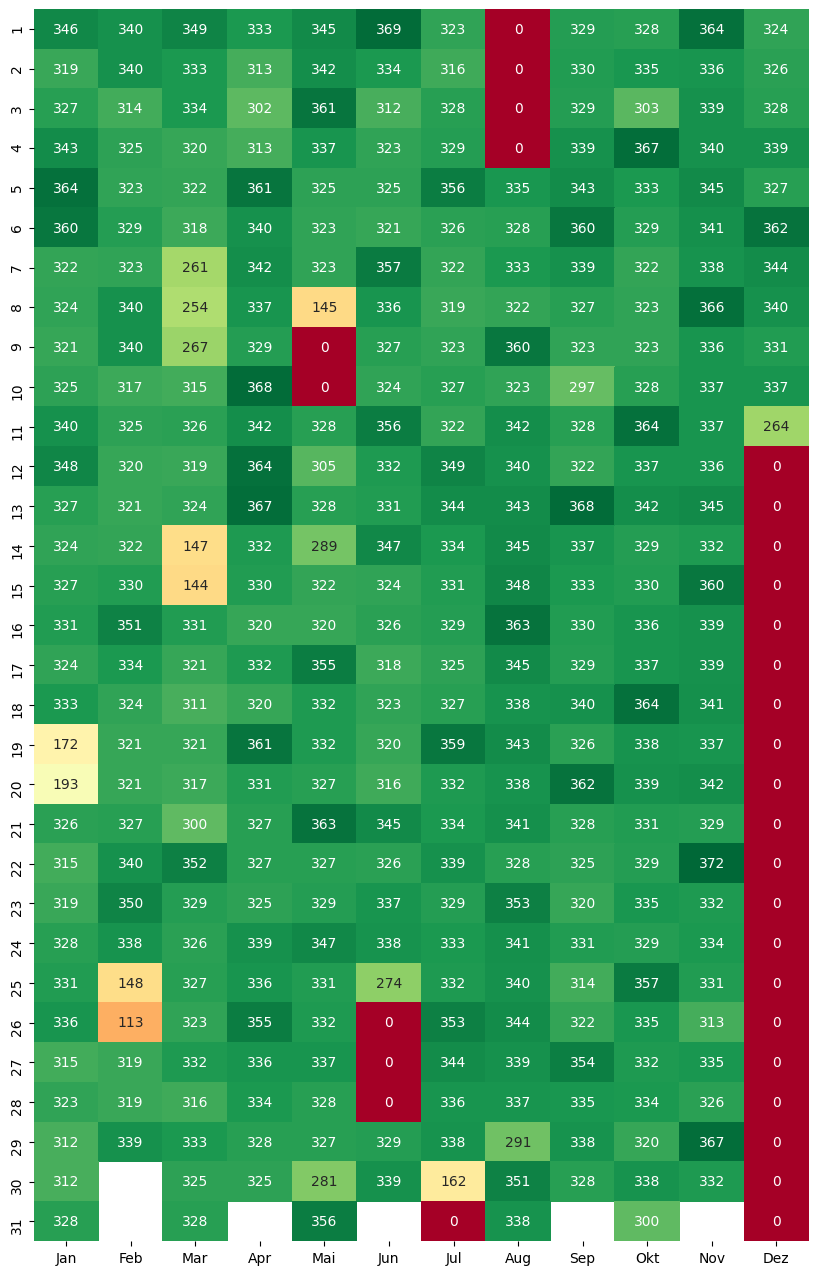 1 346 340 349 333 345 369 323 0 329 328 364 324
2 319 340 333 313 342 334 316 0 330 335 336 326
3 327 314 334 302 361 312 328 0 329 303 339 328
4 343 325 320 313 337 323 329 0 339 367 340 339
5 364 323 322 361 325 325 356 335 343 333 345 327
6 360 329 318 340 323 321 326 328 360 329 341 362
7 322 323 261 342 323 357 322 333 339 322 338 344
8 324 340 254 337 145 336 319 322 327 323 366 340
9 321 340 267 329 0 327 323 360 323 323 336 331
10 325 317 315 368 0 324 327 323 297 328 337 337
11 340 325 326 342 328 356 322 342 328 364 337 264
12 348 320 319 364 305 332 349 340 322 337 336 0
13 327 321 324 367 328 331 344 343 368 342 345 0
14 324 322 147 332 289 347 334 345 337 329 332 0
15 327 330 144 330 322 324 331 348 333 330 360 0
16 331 351 331 320 320 326 329 363 330 336 339 0
17 324 334 321 332 355 318 325 345 329 337 339 0
18 333 324 311 320 332 323 327 338 340 364 341 0
19 172 321 321 361 332 320 359 343 326 338 337 0
20 193 321 317 331 327 316 332 338 362 339 342 0
21 326 327 300 327 363 345 334 341 328 331 329 0
22 315 340 352 327 327 326 339 328 325 329 372 0
23 319 350 329 325 329 337 329 353 320 335 332 0
24 328 338 326 339 347 338 333 341 331 329 334 0
25 331 148 327 336 331 274 332 340 314 357 331 0
26 336 113 323 355 332 0 353 344 322 335 313 0
27 315 319 332 336 337 0 344 339 354 332 335 0
28 323 319 316 334 328 0 336 337 335 334 326 0
29 312 339 333 328 327 329 338 291 338 320 367 0
30 312 325 325 281 339 162 351 328 338 332 0
31 328 328 356 0 338 300 0
Jan Feb Mar Apr Mai Jun Jul Aug Sep Okt Nov Dez